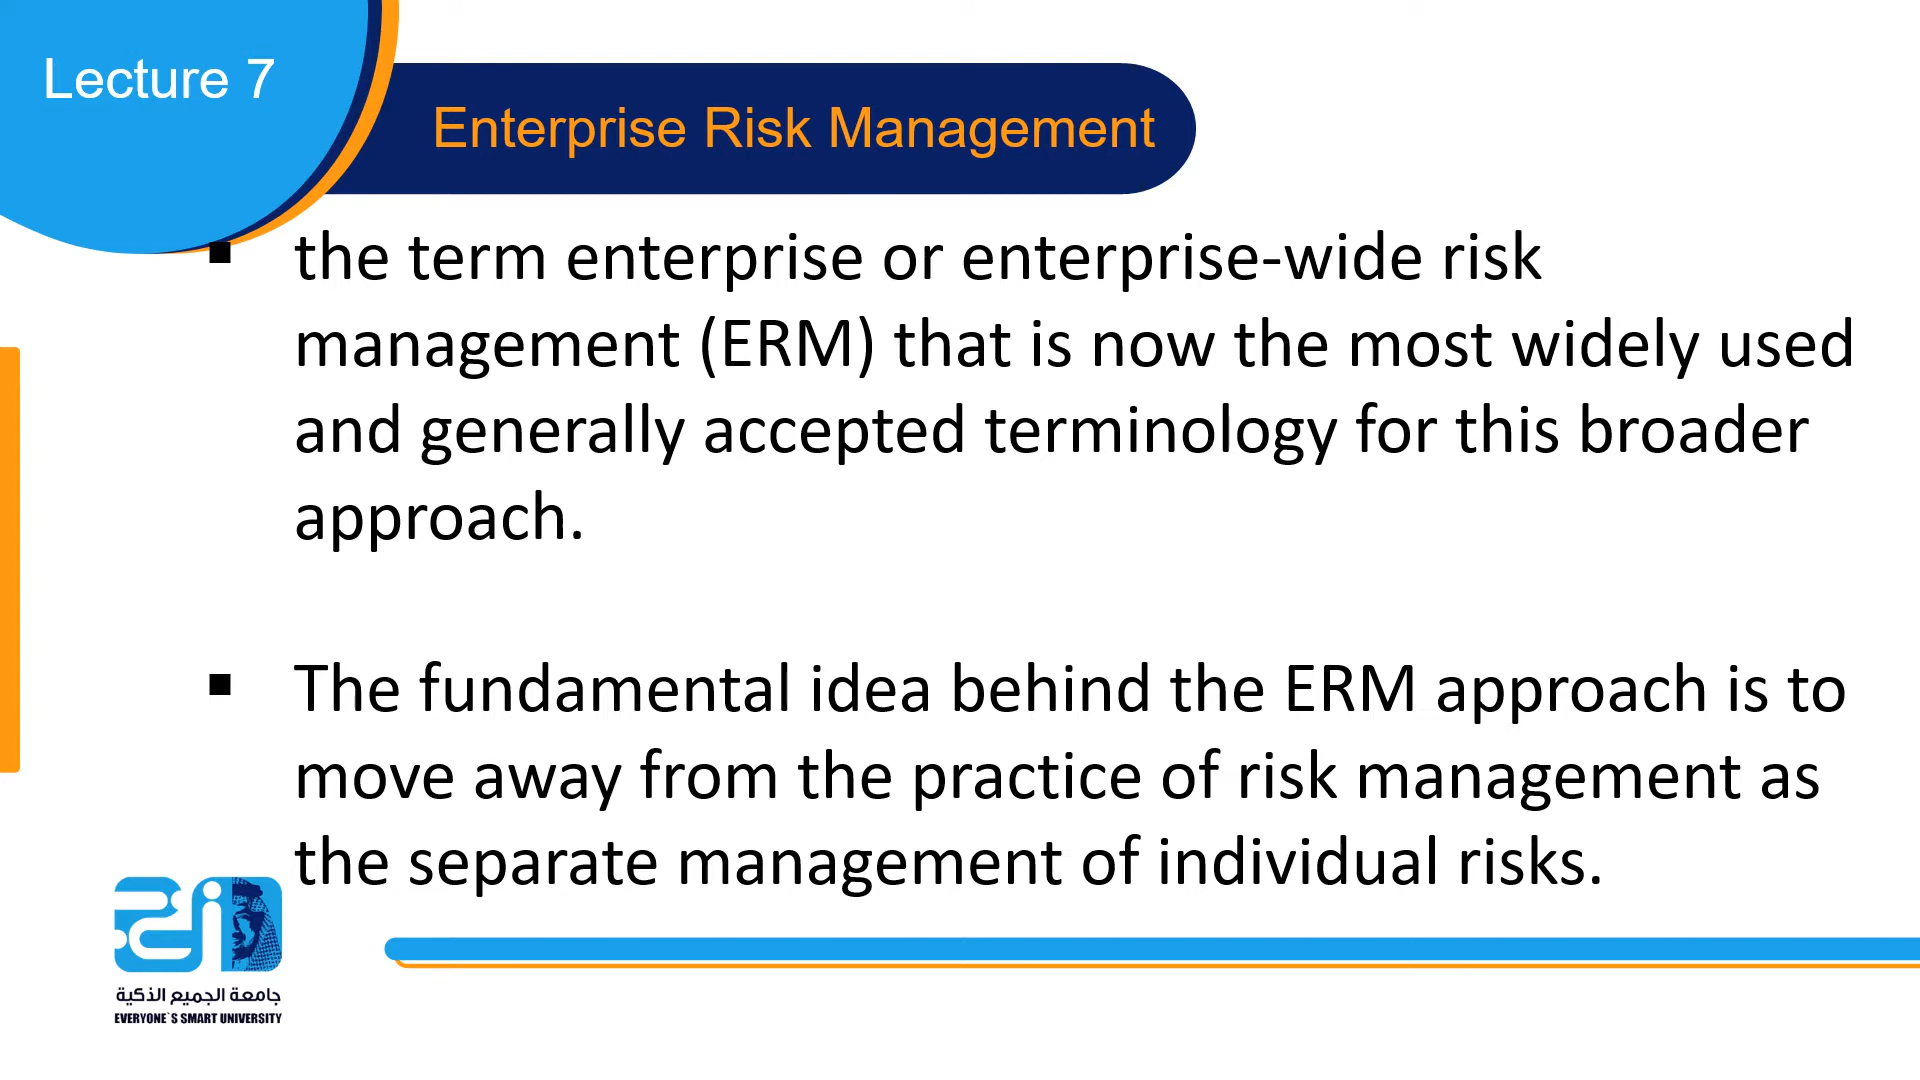 Lecture 7
Enterprise Risk Management
▪ the term enterprise or enterprise-wide risk
management (ERM) that is now the most widely used
and generally accepted terminology for this broader
approach.
▪ The fundamental idea behind the ERM approach is to
move away from the practice of risk management as
the separate management of individual risks.
جامعة الجميع الذكية
EVERYONE`S SMART UNIVERSITY